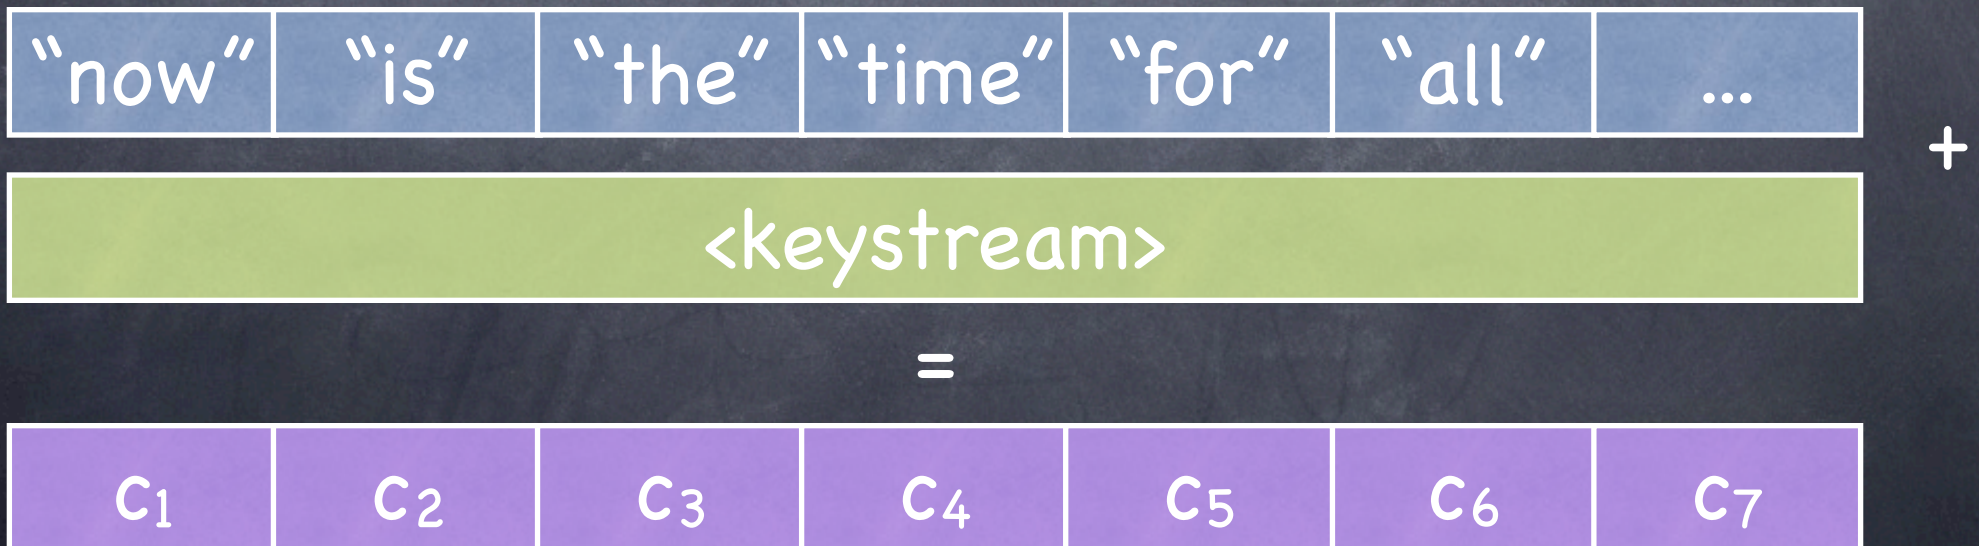 “now” “is” “the” “time” “for” “all” ...
+
<keystream>
=
C1 C2 C3 C4 C5 C6 C7